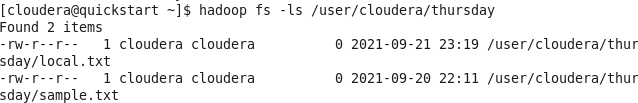 [cloudera@quickstart ~]$ hadoop fs -ls /user/cloudera/thursday
Found 2 items
-rw-r--r--   1 cloudera cloudera          0 2021-09-21 23:19 /user/cloudera/thur
sday/local.txt
-rw-r--r--   1 cloudera cloudera          0 2021-09-20 22:11 /user/cloudera/thur
sday/sample.txt